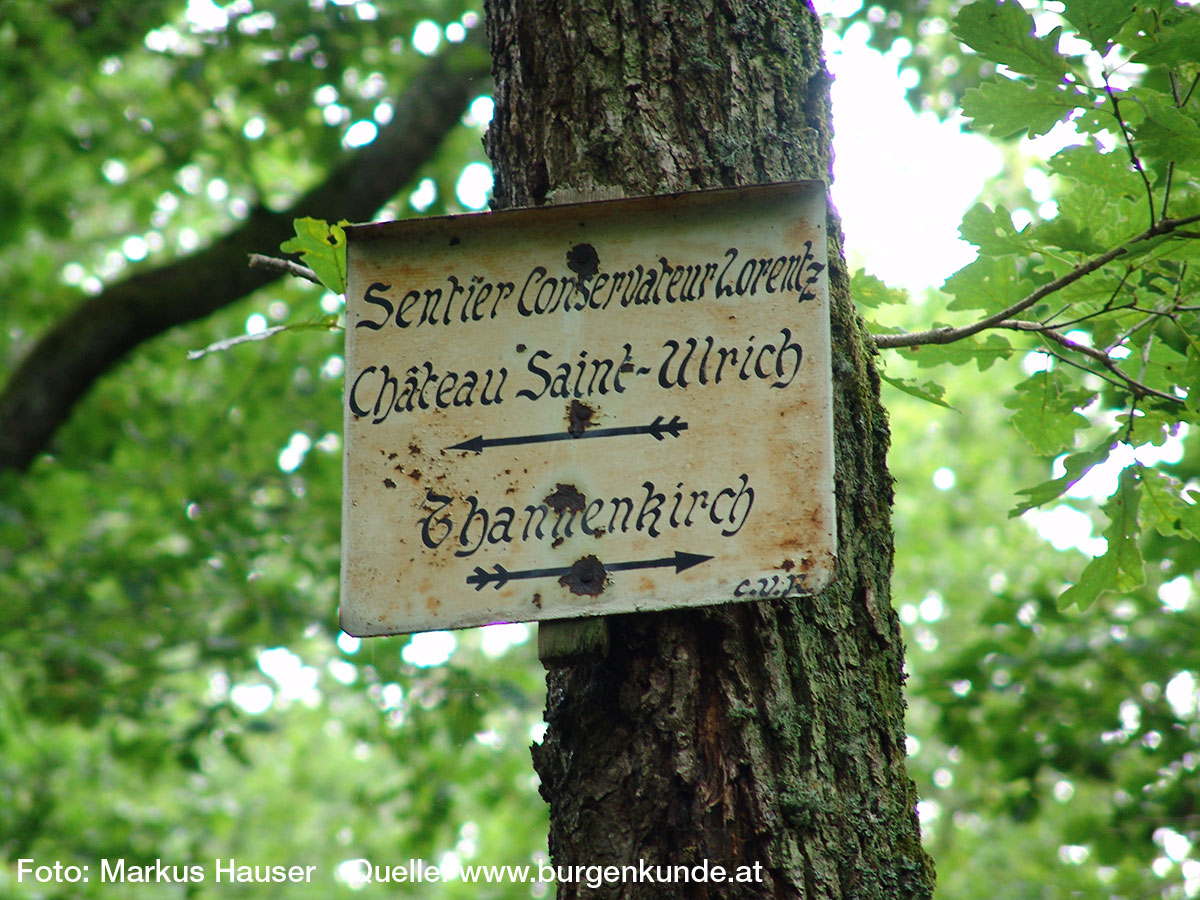 Sentier Conservateur Lorentz
Château Saint-Ulrich
Thannenkirch
C.V.R
Foto: Markus Hauser Quelle: www.burgenkunde.at